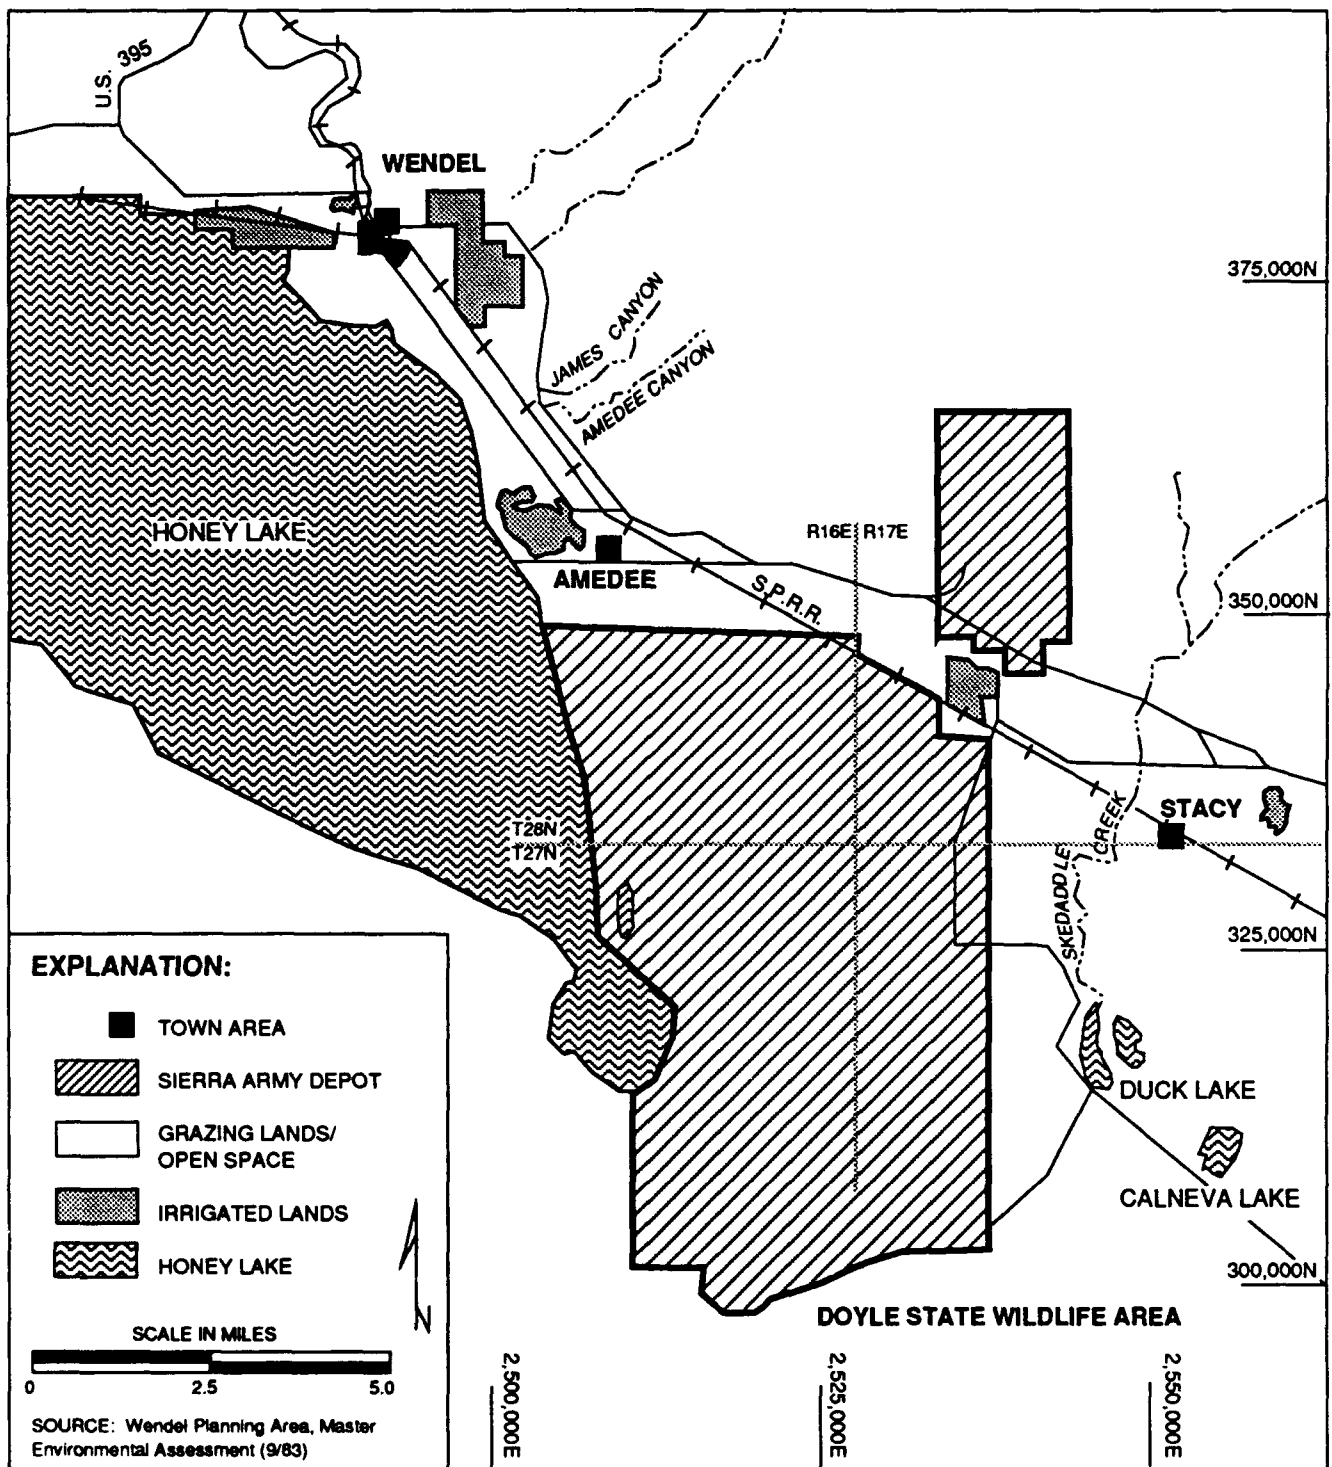 U.S. 395
WENDEL
375,000N
JAMES CANYON
AMEDEE CANYON
HONEY LAKE
R16E R17E
AMEDEE
S.P.R.R.
350,000N
T28N
T27N
STACY
SKEDADDLE CREEK
325,000N
DUCK LAKE
CALNEVA LAKE
300,000N
DOYLE STATE WILDLIFE AREA
2,500,000E
2,525,000E
2,550,000E
EXPLANATION:
TOWN AREA
SIERRA ARMY DEPOT
GRAZING LANDS/
OPEN SPACE
IRRIGATED LANDS
HONEY LAKE
N
SCALE IN MILES
0 2.5 5.0
SOURCE: Wendel Planning Area, Master
Environmental Assessment (9/83)